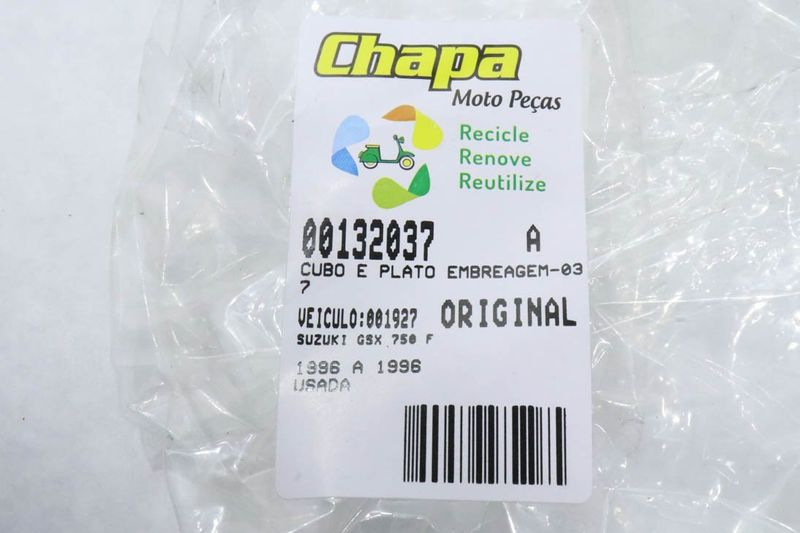 Chapa
Moto Peças
Recicle
Renove
Reutilize
00132037 A
CUBO E PLATO EMBREAGEM-03
7
VEICULO:001927 ORIGINAL
SUZUKI GSX 750 F
1996 A 1996
USADA